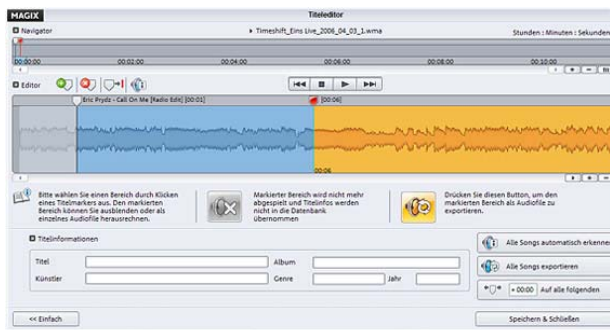 MAGIX
Titeleditor
Navigator
Timeshift_Eins Live_2006_04_03_1.wma
Stunden : Minuten : Sekunden
00:00:00 00:02:00 00:04:00 00:06:00 00:08:00 00:10:00
Editor
Eric Prydz - Call On Me [Radio Edit] [00:01]
[00:06]
00:06
Bitte wählen Sie einen Bereich durch Klicken
eines Titelmarkers aus. Den markierten
Bereich können Sie ausblenden oder als
einzelnes Audiofile herausrechnen.
Markierter Bereich wird nicht mehr
abgespielt und Titelinfos werden
nicht in die Datenbank
übernommen
Drücken Sie diesen Button, um den
markierten Bereich als Audiofile zu
exportieren.
Titelinformationen
Titel
Album
Künstler
Genre
Jahr
Alle Songs automatisch erkennen
Alle Songs exportieren
+ 00:00 Auf alle folgenden
<< Einfach
Speichern & Schließen